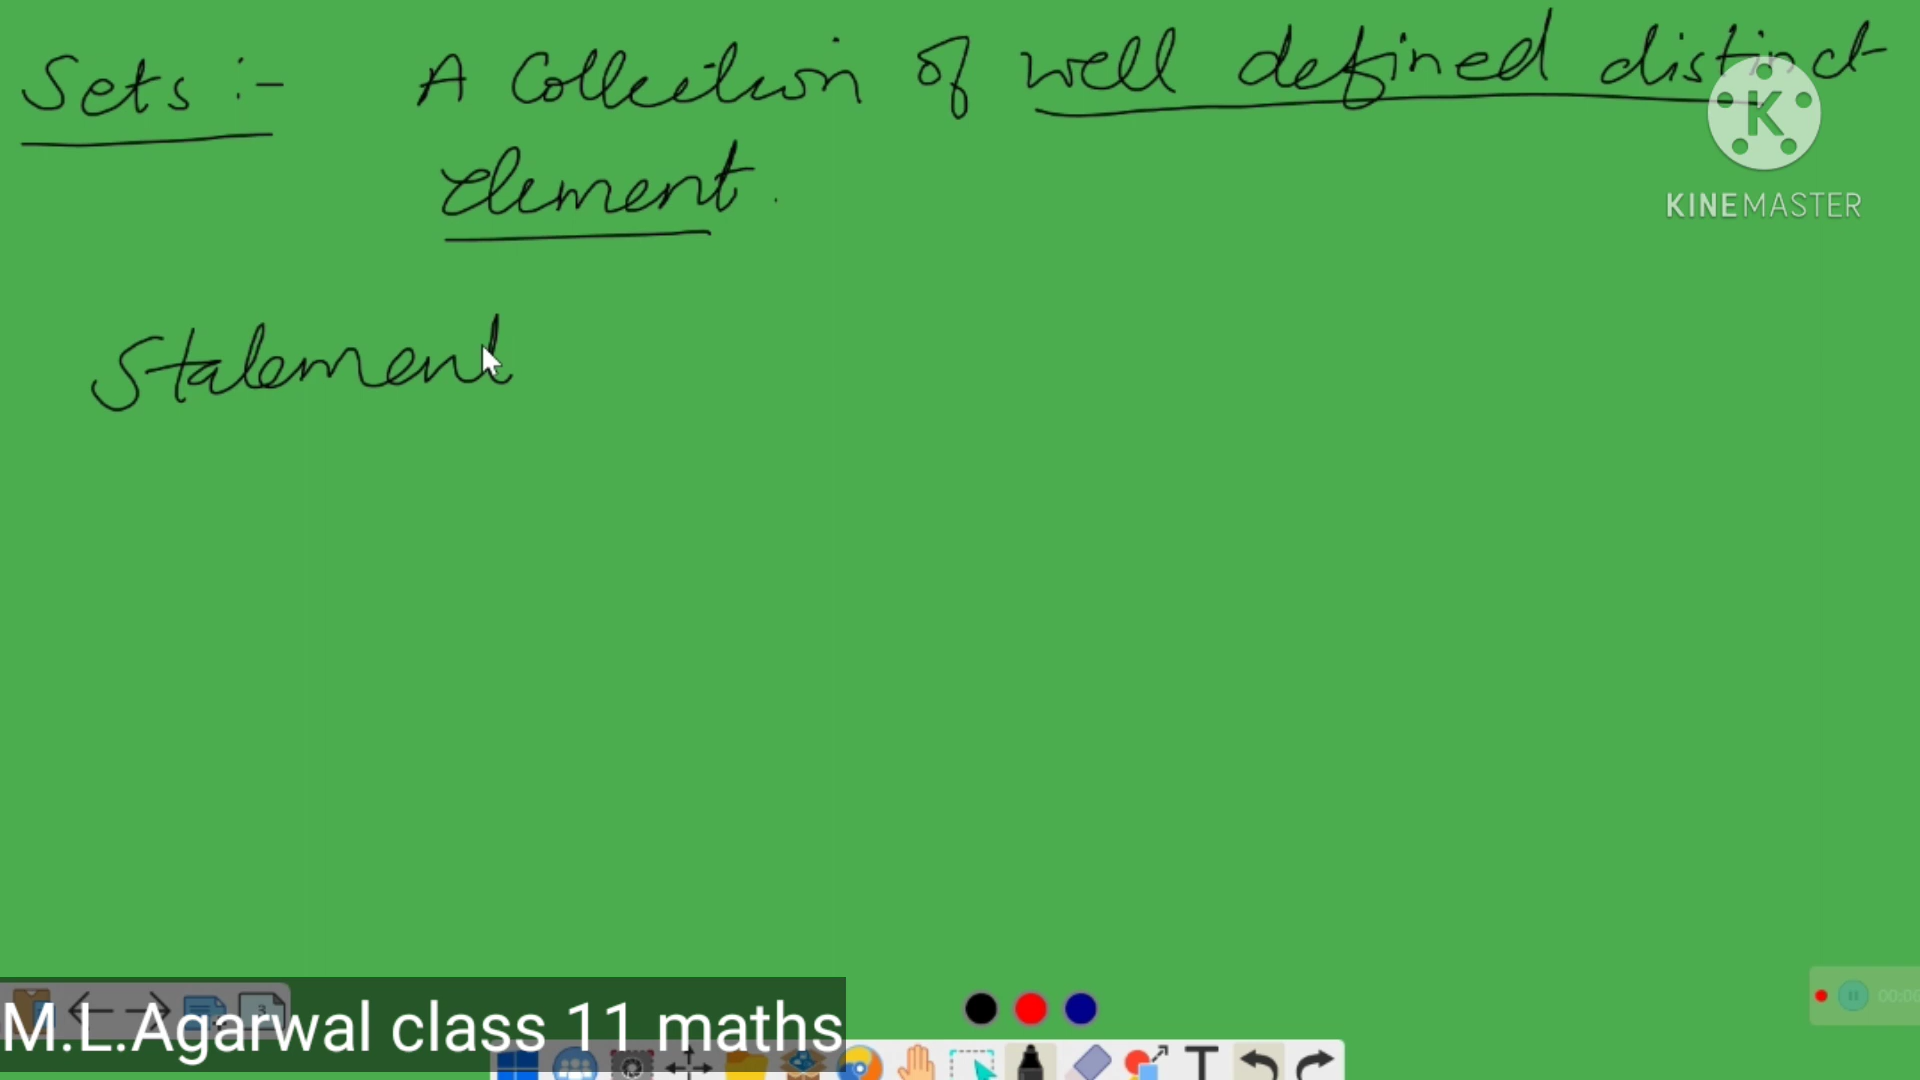 Sets :- A Collection of well defined distinct
element.
KINEMASTER
Statement
M.L.Agarwal class 11 maths